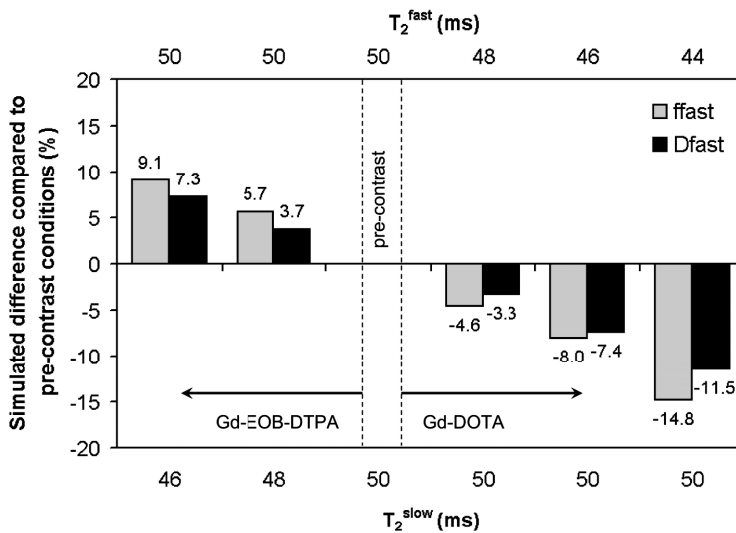 T2fast (ms)
50 50 50 48 46 44
Simulated difference compared to
pre-contrast conditions (%)
20
15
10
5
0
-5
-10
-15
-20
ffast
Dfast
pre-contrast
9.1
7.3
5.7
3.7
-4.6
-3.3
-8.0
-7.4
-14.8
-11.5
Gd-EOB-DTPA
Gd-DOTA
46 48 50 50 50 50
T2slow (ms)